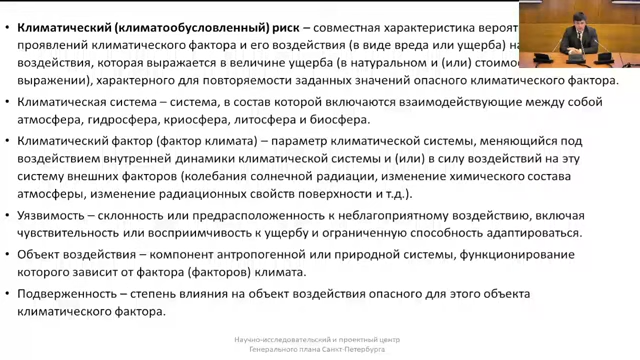 • Климатический (климатообусловленный) риск – совместная характеристика
проявлений климатического фактора и его воздействия (в виде вреда или ущерба)
воздействия, которая выражается в величине ущерба (в натуральном и (или)
выражении), характерного для повторяемости заданных значений опасного климатического фактора.
• Климатическая система – система, в состав которой включаются взаимодействующие между собой
атмосфера, гидросфера, криосфера, литосфера и биосфера.
• Климатический фактор (фактор климата) – параметр климатической системы, меняющийся под
воздействием внутренней динамики климатической системы и (или) в силу воздействий на эту
систему внешних факторов (колебания солнечной радиации, изменение химического состава
атмосферы, изменение радиационных свойств поверхности и т.д.).
• Уязвимость – склонность или предрасположенность к неблагоприятному воздействию, включая
чувствительность или восприимчивость к ущербу и ограниченную способность адаптироваться.
• Объект воздействия – компонент антропогенной или природной системы, функционирование
которого зависит от фактора (факторов) климата.
• Подверженность – степень влияния на объект воздействия опасного для этого объекта
климатического фактора.
Научно-исследовательский и проектный центр
Генерального плана Санкт-Петербурга